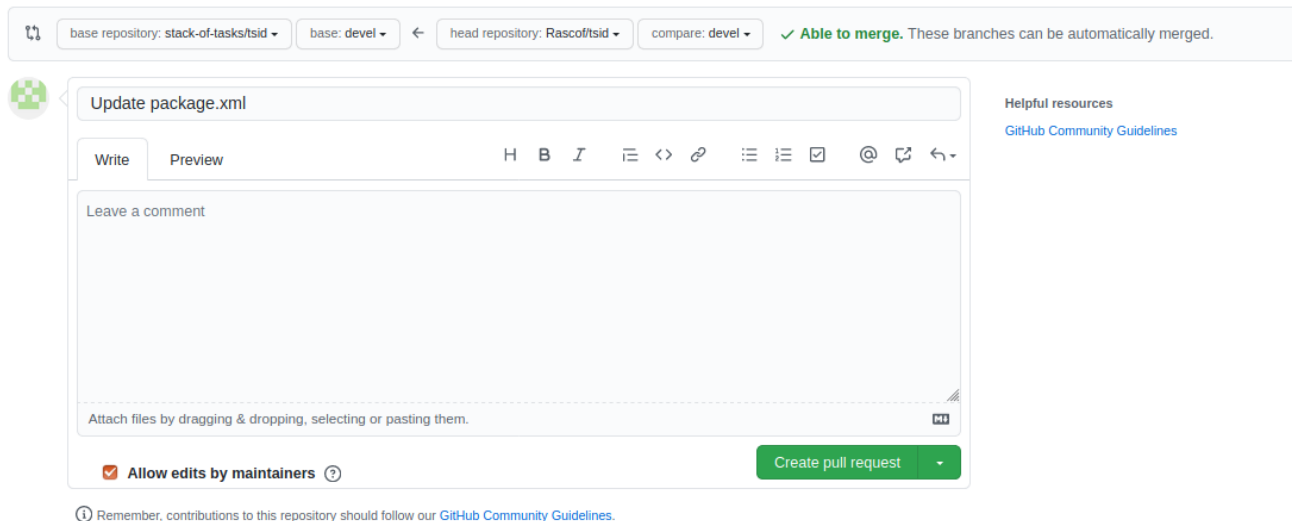 base repository: stack-of-tasks/tsid base: devel head repository: Rascof/tsid compare: devel Able to merge. These branches can be automatically merged.
Update package.xml
Helpful resources
GitHub Community Guidelines
Write Preview
Leave a comment
Attach files by dragging & dropping, selecting or pasting them.
Allow edits by maintainers
Create pull request
Remember, contributions to this repository should follow our GitHub Community Guidelines.